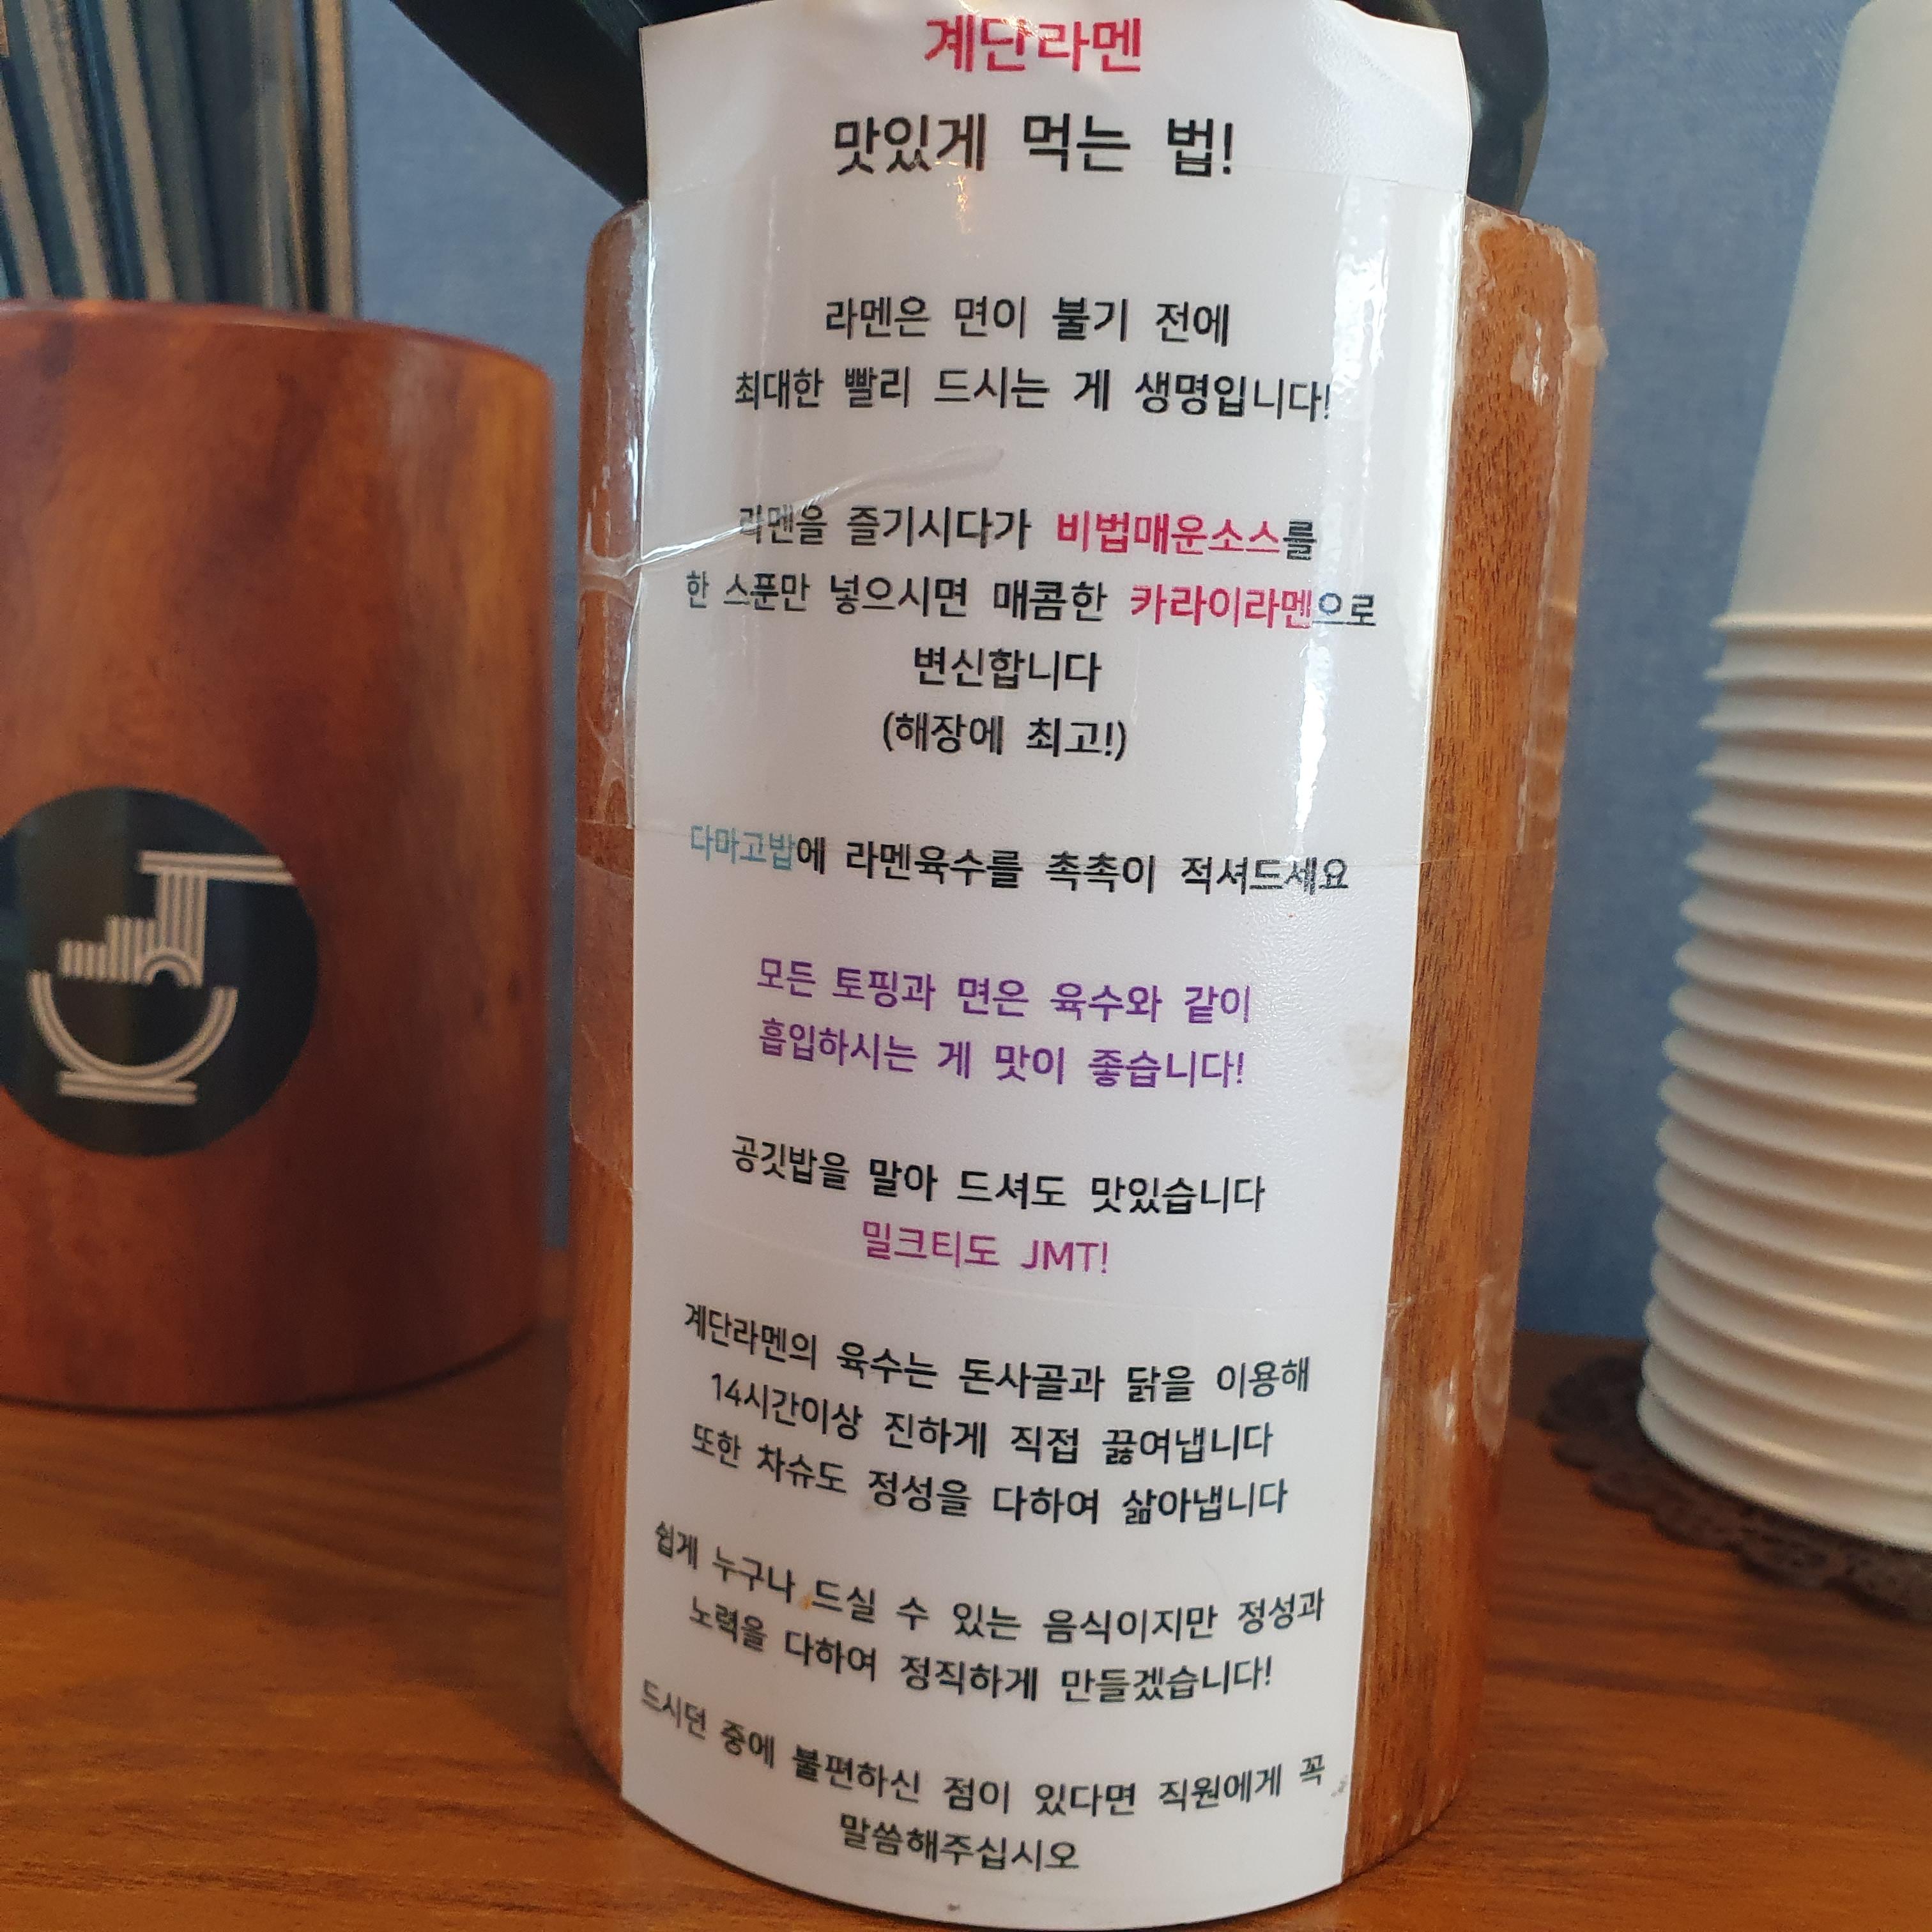 계단라멘
맛있게 먹는 법!
라멘은 면이 불기 전에
최대한 빨리 드시는 게 생명입니다!
라멘을 즐기시다가 비법매운소스를
한 스푼만 넣으시면 매콤한 카라이라멘으로
변신합니다
(해장에 최고!)
다마고밥에 라멘육수를 촉촉이 적셔드세요
모든 토핑과 면은 육수와 같이
흡입하시는 게 맛이 좋습니다!
공깃밥을 말아 드셔도 맛있습니다
밀크티도 JMT!
계단라멘의 육수는 돈사골과 닭을 이용해
14시간이상 진하게 직접 끓여냅니다
또한 차슈도 정성을 다하여 삶아냅니다
쉽게 누구나 드실 수 있는 음식이지만 정성과
노력을 다하여 정직하게 만들겠습니다!
드시던 중에 불편하신 점이 있다면 직원에게 꼭
말씀해주십시오